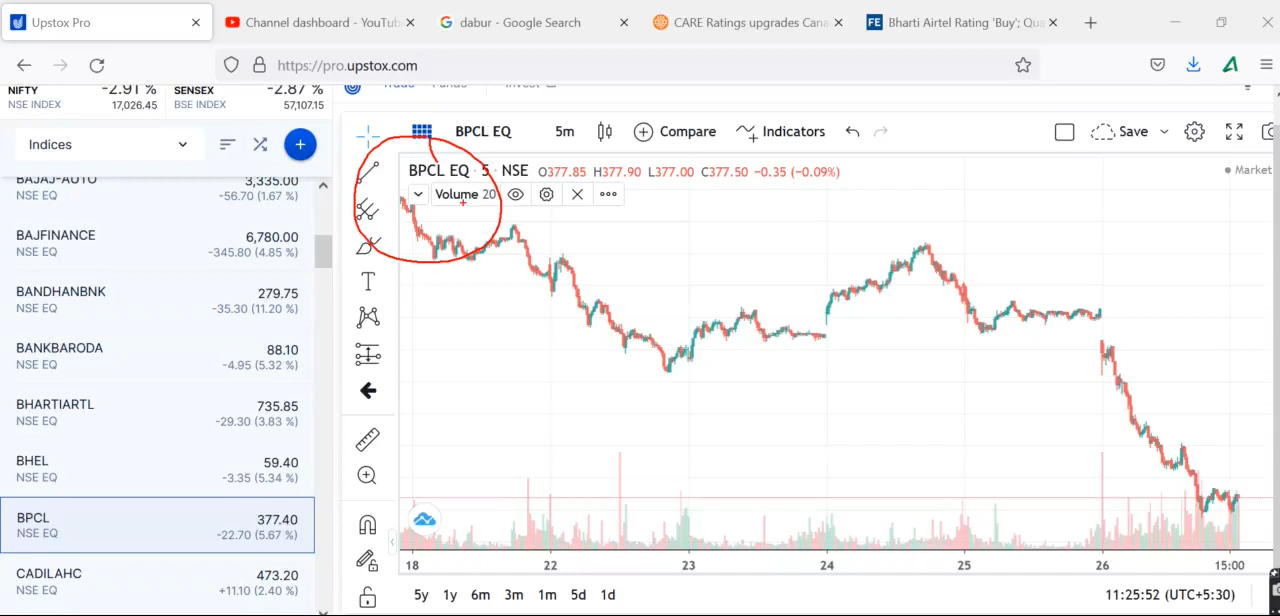 Upstox Pro
Channel dashboard - YouTube
dabur - Google Search
CARE Ratings upgrades Cana
Bharti Airtel Rating 'Buy'; Qua
https://pro.upstox.com
NIFTY
-2.91 %
NSE INDEX
17,026.45
SENSEX
-2.87 %
BSE INDEX
57,107.15
Indices
BAJAJ-AUTO
3,335.00
NSE EQ
-56.70 (1.67 %)
BAJFINANCE
6,780.00
NSE EQ
-345.80 (4.85 %)
BANDHANBNK
279.75
NSE EQ
-35.30 (11.20 %)
BANKBARODA
88.10
NSE EQ
-4.95 (5.32 %)
BHARTIARTL
735.85
NSE EQ
-29.30 (3.83 %)
BHEL
59.40
NSE EQ
-3.35 (5.34 %)
BPCL
377.40
NSE EQ
-22.70 (5.67 %)
CADILAHC
473.20
NSE EQ
+11.10 (2.40 %)
BPCL EQ
5m
Compare
Indicators
Save
BPCL EQ · 5 · NSE O377.85 H377.90 L377.00 C377.50 -0.35 (-0.09%)
Market
Volume 20
18 22 23 24 25 26 15:00
5y 1y 6m 3m 1m 5d 1d
11:25:52 (UTC+5:30)